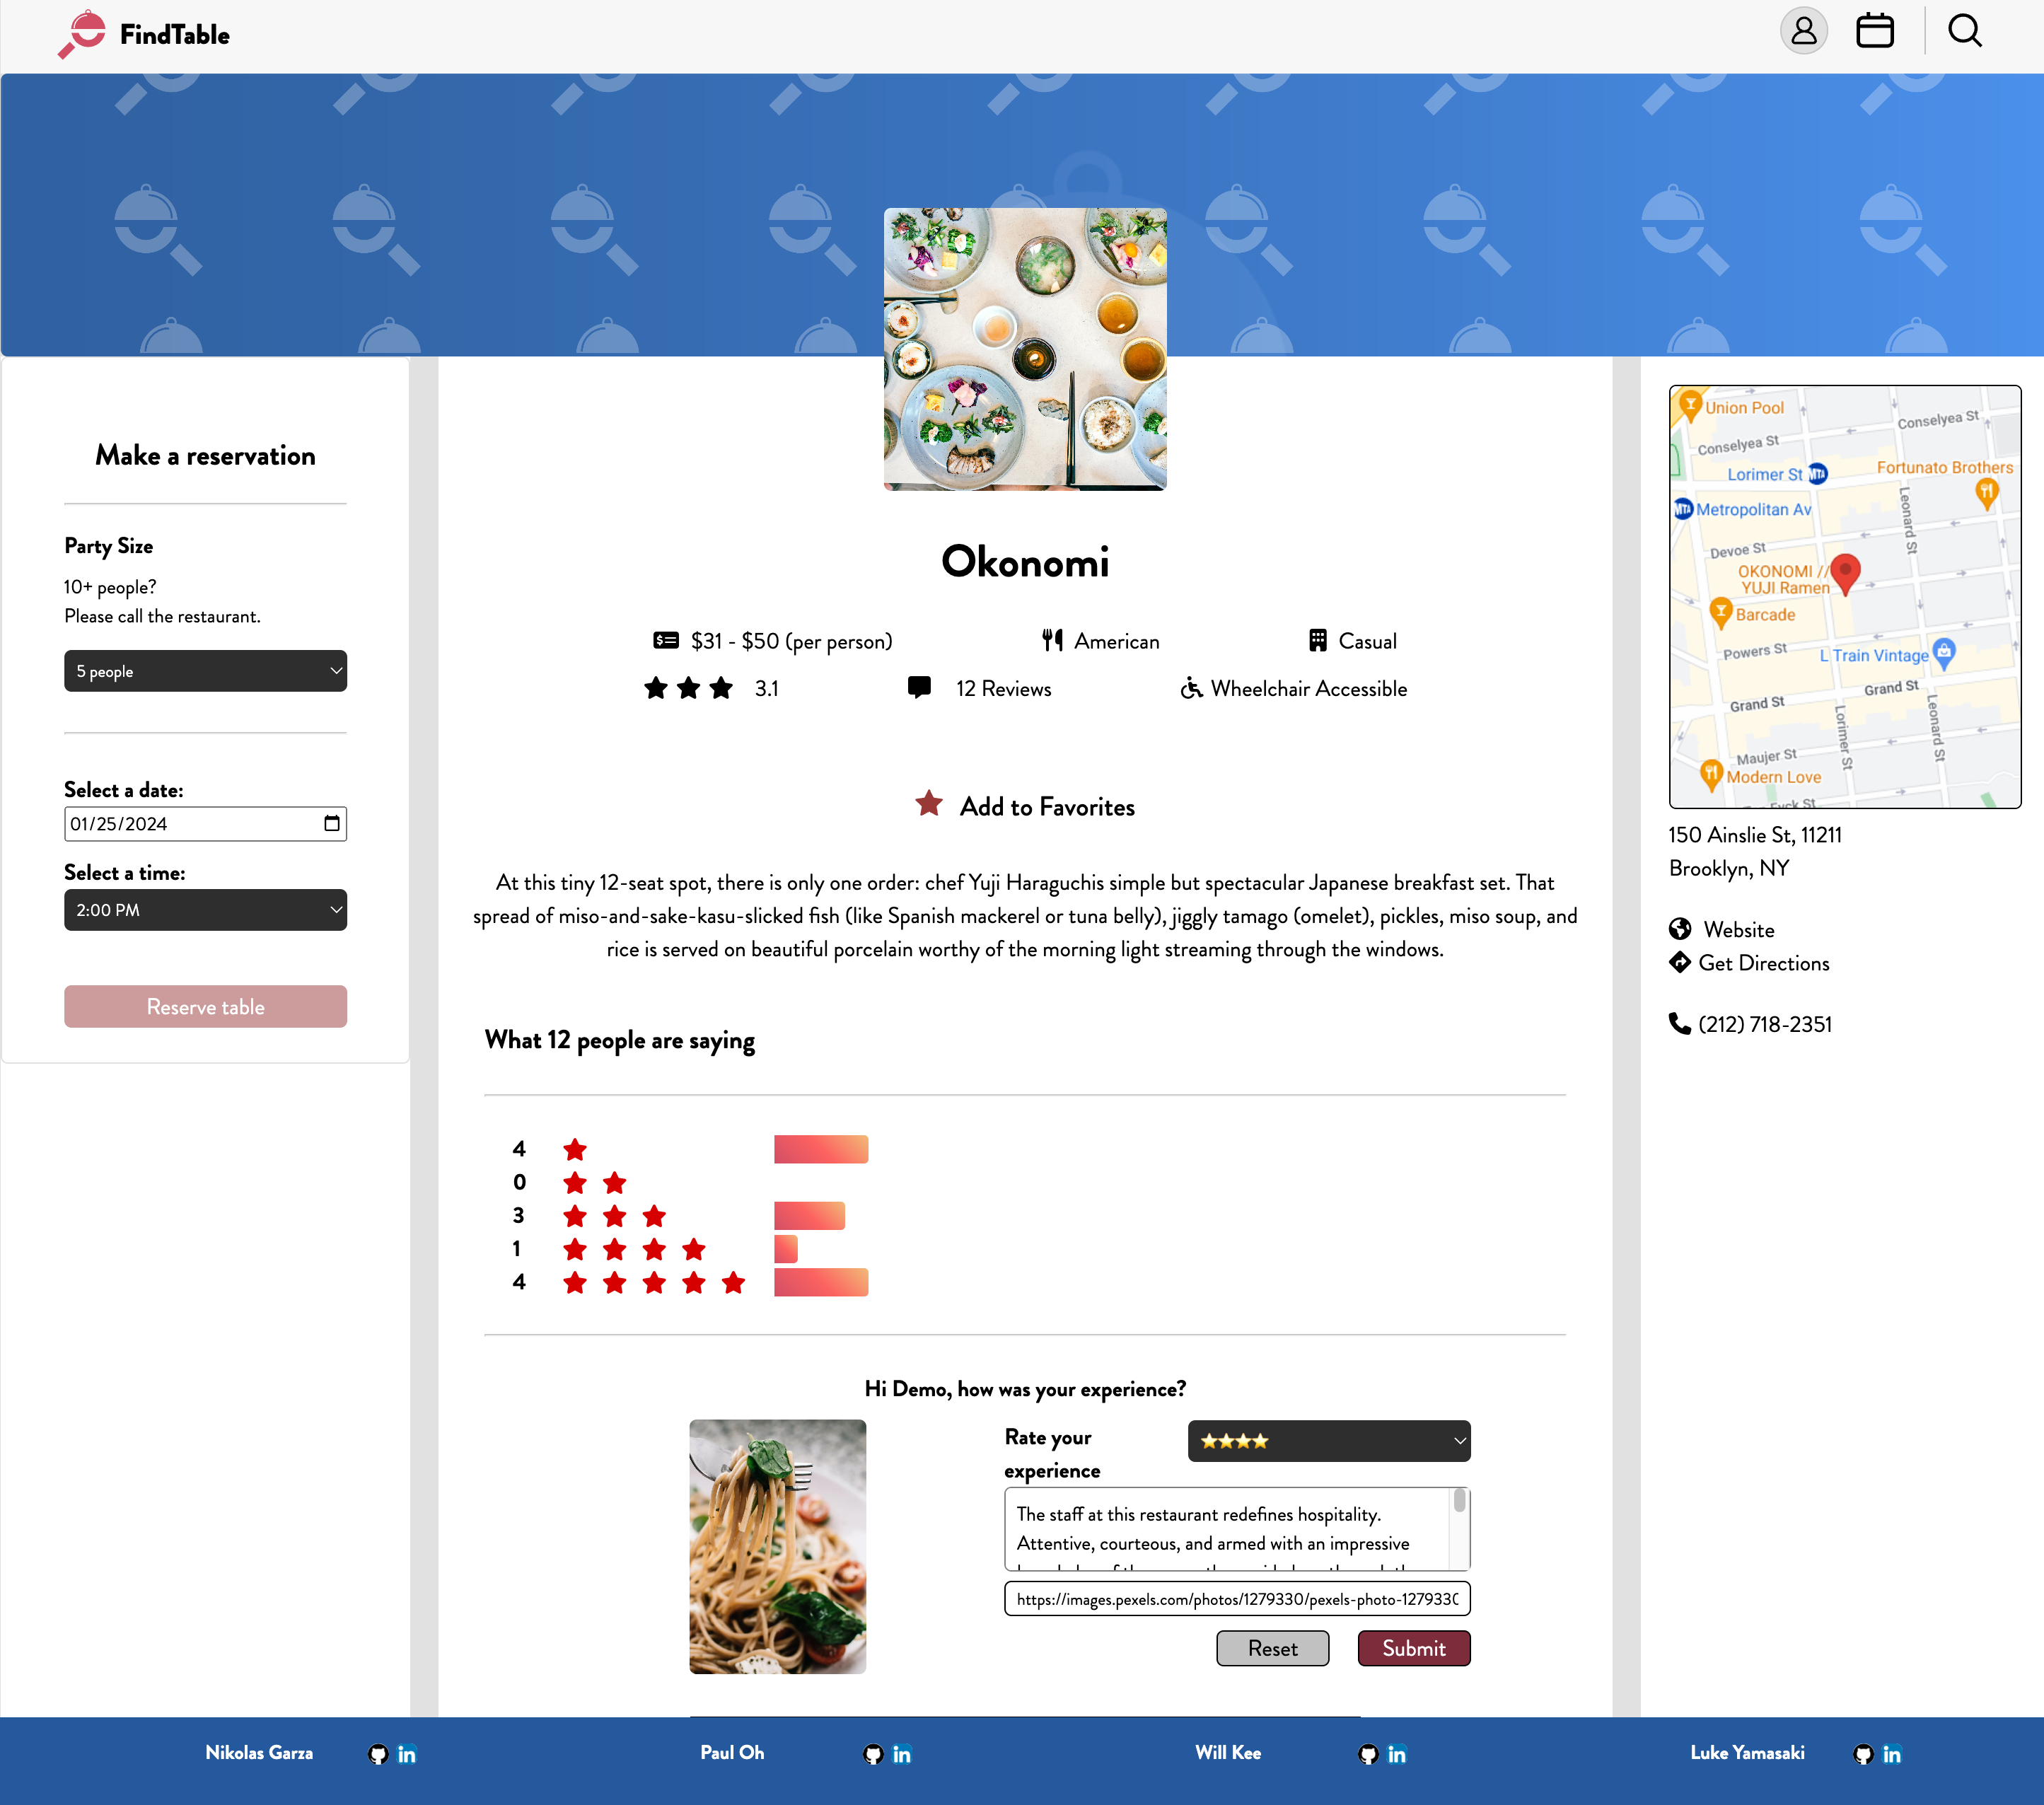 FindTable
Make a reservation
Party Size
10+ people?
Please call the restaurant.
5 people
Select a date:
01/25/2024
Select a time:
2:00 PM
Reserve table
Okonomi
$31 - $50 (per person)
American
Casual
3.1
12 Reviews
Wheelchair Accessible
Add to Favorites
At this tiny 12-seat spot, there is only one order: chef Yuji Haraguchis simple but spectacular Japanese breakfast set. That
spread of miso-and-sake-kasu-slicked fish (like Spanish mackerel or tuna belly), jiggly tamago (omelet), pickles, miso soup, and
rice is served on beautiful porcelain worthy of the morning light streaming through the windows.
What 12 people are saying
4
0
3
1
4
Hi Demo, how was your experience?
Rate your
experience
The staff at this restaurant redefines hospitality.
Attentive, courteous, and armed with an impressive
https://images.pexels.com/photos/1279330/pexels-photo-1279330
Reset
Submit
Union Pool
Conselyea St
Conselyea St
Lorimer St
MTA
Fortunato Brothers
MTA
Metropolitan Av
Leonard St
Devoe St
OKONOMI //
YUJI Ramen
Barcade
Powers St
L Train Vintage
Grand St
Grand St
Lorimer St
Leonard St
Maujer St
Modern Love
150 Ainslie St, 11211
Brooklyn, NY
Website
Get Directions
(212) 718-2351
Nikolas Garza
in
Paul Oh
in
Will Kee
in
Luke Yamasaki
in